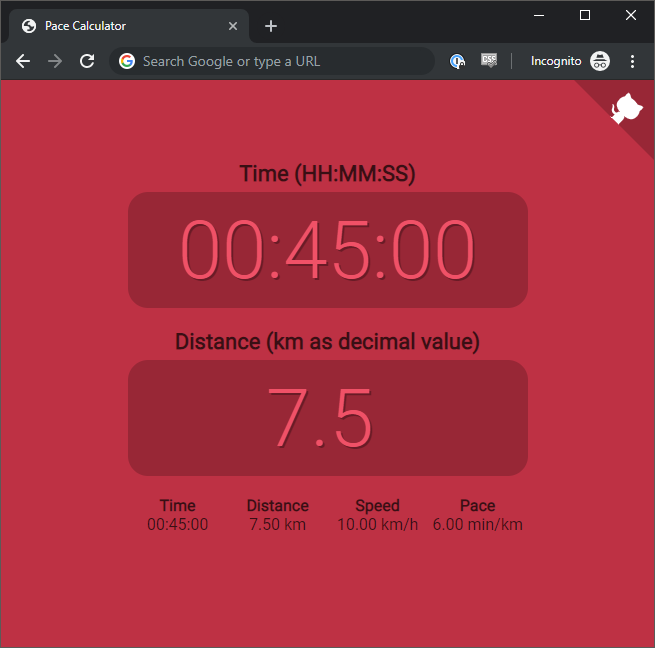 Pace Calculator
Search Google or type a URL
CSP
Incognito
Time (HH:MM:SS)
00:45:00
Distance (km as decimal value)
7.5
Time Distance Speed Pace
00:45:00 7.50 km 10.00 km/h 6.00 min/km